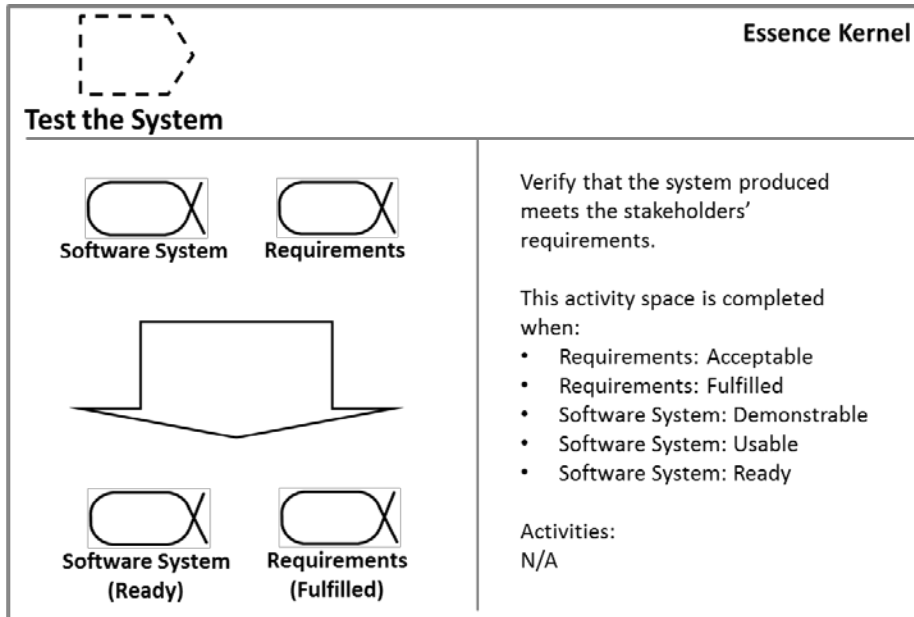 Essence Kernel
Test the System
Software System
Requirements
Software System
(Ready)
Requirements
(Fulfilled)
Verify that the system produced
meets the stakeholders’
requirements.
This activity space is completed
when:
• Requirements: Acceptable
• Requirements: Fulfilled
• Software System: Demonstrable
• Software System: Usable
• Software System: Ready
Activities:
N/A